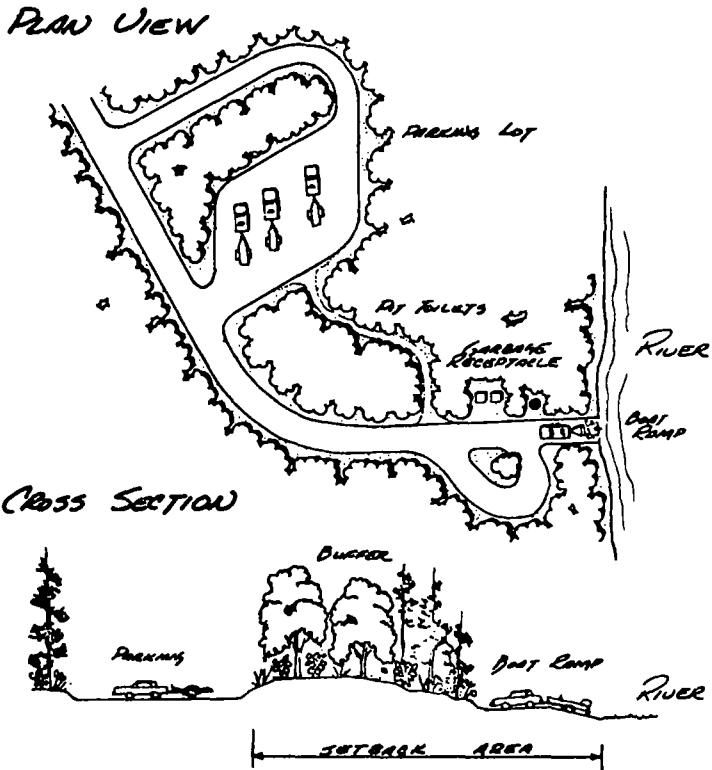 PLAN VIEW
PARKING LOT
PIT TOILETS
GARBAGE
RECEPTACLE
RIVER
BOAT
RAMP
CROSS SECTION
BUFFER
PARKING
BOAT RAMP
RIVER
SETBACK AREA